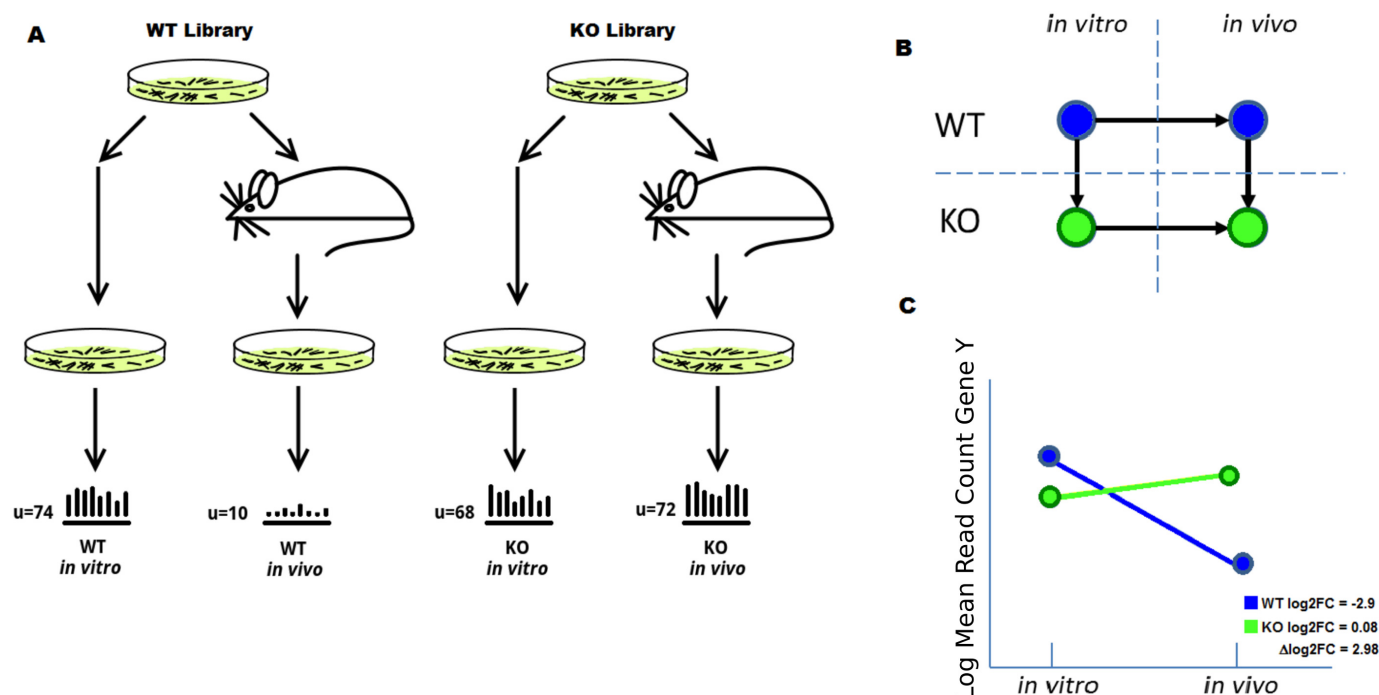 A
WT Library
KO Library
u=74
WT
in vitro
u=10
WT
in vivo
u=68
KO
in vitro
u=72
KO
in vivo
B
in vitro
in vivo
WT
KO
C
Log Mean Read Count Gene Y
WT log2FC = -2.9
KO log2FC = 0.08
Δlog2FC = 2.98
in vitro
in vivo